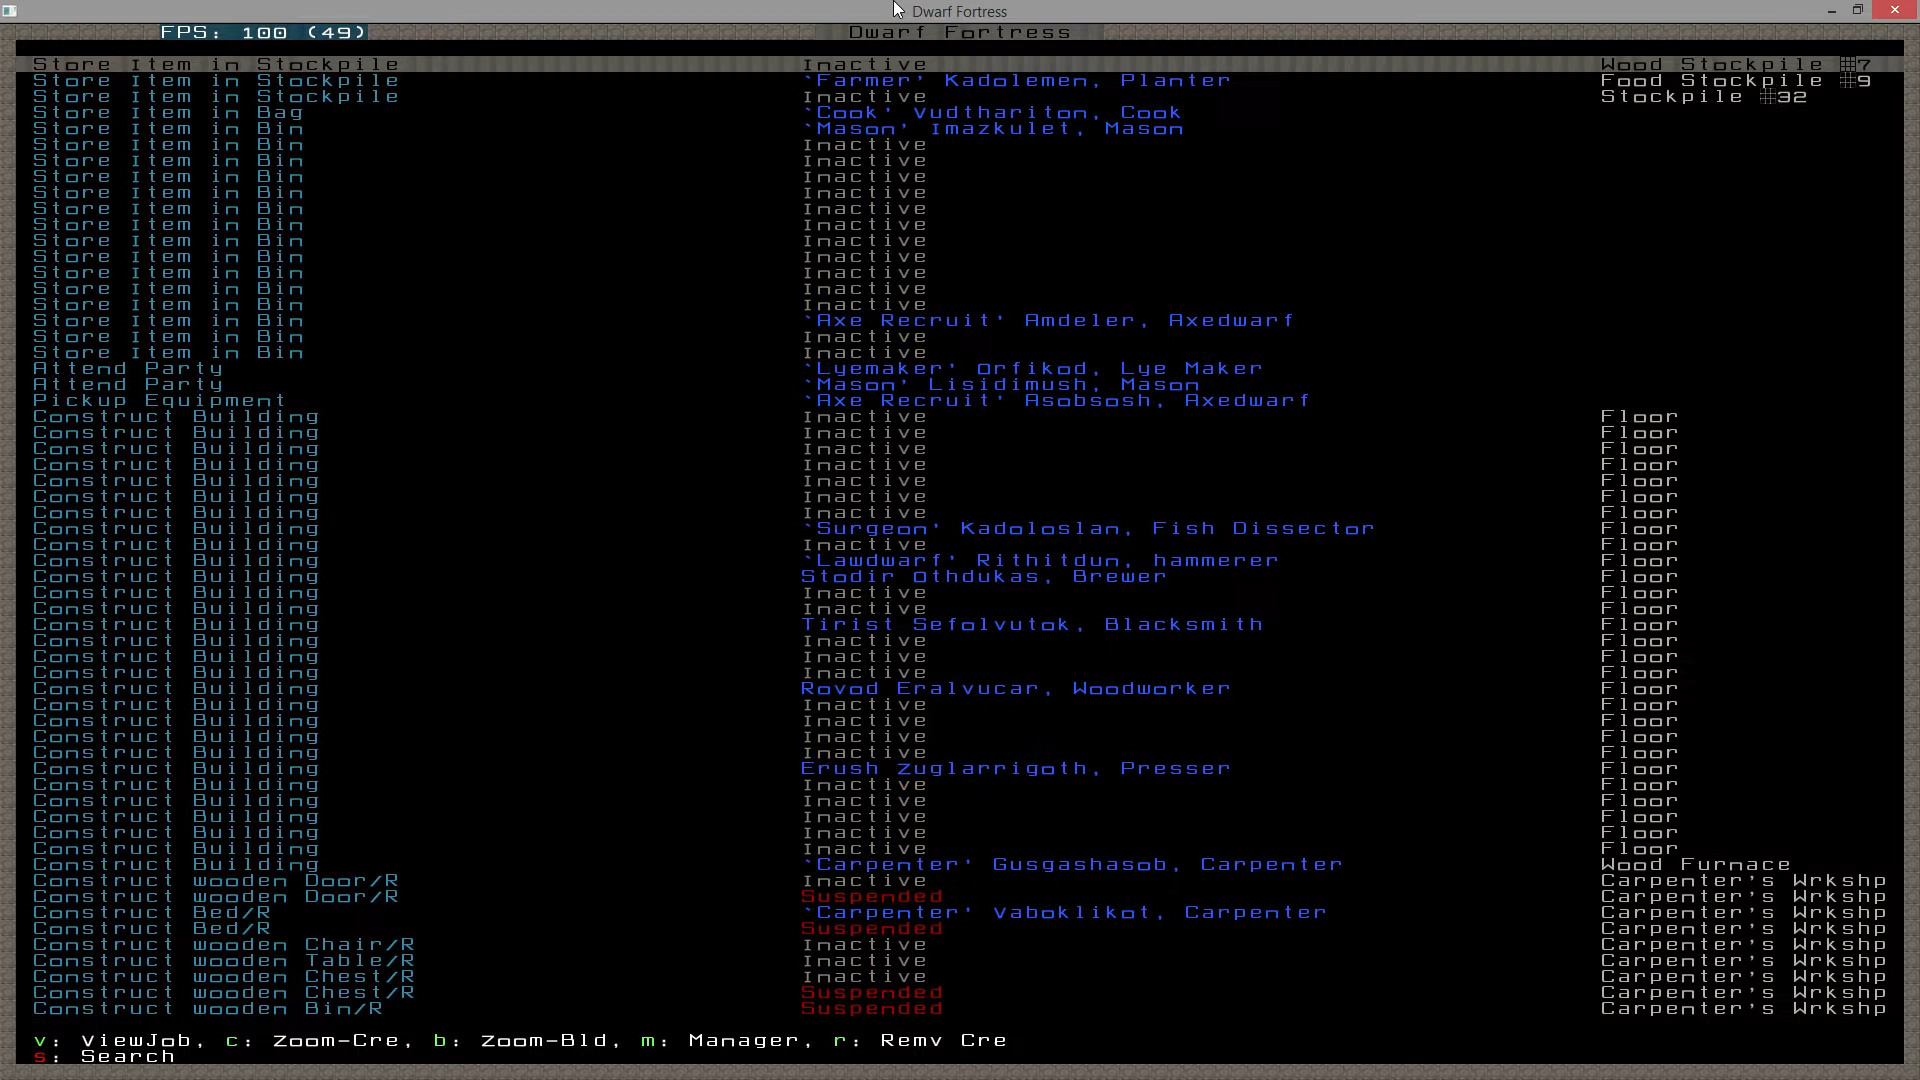 Dwarf Fortress
FPS: 100 (49) Dwarf Fortress
Store Item in Stockpile Inactive Wood Stockpile #7
Store Item in Stockpile `Farmer' Kadolemen, Planter Food Stockpile #9
Store Item in Stockpile Inactive Stockpile #32
Store Item in Bag `Cook' Vudthariton, Cook
Store Item in Bin `Mason' Imazkulet, Mason
Store Item in Bin Inactive
Store Item in Bin Inactive
Store Item in Bin Inactive
Store Item in Bin Inactive
Store Item in Bin Inactive
Store Item in Bin Inactive
Store Item in Bin Inactive
Store Item in Bin Inactive
Store Item in Bin Inactive
Store Item in Bin Inactive
Store Item in Bin Inactive
Store Item in Bin `Axe Recruit' Amdeler, Axedwarf
Store Item in Bin Inactive
Store Item in Bin Inactive
Attend Party `Lyemaker' Orfikod, Lye Maker
Attend Party `Mason' Lisidimush, Mason
Pickup Equipment `Axe Recruit' Asobsosh, Axedwarf
Construct Building Inactive Floor
Construct Building Inactive Floor
Construct Building Inactive Floor
Construct Building Inactive Floor
Construct Building Inactive Floor
Construct Building Inactive Floor
Construct Building Inactive Floor
Construct Building `Surgeon' Kadoloslan, Fish Dissector Floor
Construct Building Inactive Floor
Construct Building `Lawdwarf' Rithitdun, hammerer Floor
Construct Building Stodir Othdukas, Brewer Floor
Construct Building Inactive Floor
Construct Building Inactive Floor
Construct Building Tirist Sefolvutok, Blacksmith Floor
Construct Building Inactive Floor
Construct Building Inactive Floor
Construct Building Inactive Floor
Construct Building Rovod Eralvucar, Woodworker Floor
Construct Building Inactive Floor
Construct Building Inactive Floor
Construct Building Inactive Floor
Construct Building Inactive Floor
Construct Building Erush Zuglarrigoth, Presser Floor
Construct Building Inactive Floor
Construct Building Inactive Floor
Construct Building Inactive Floor
Construct Building Inactive Floor
Construct Building Inactive Floor
Construct Building `Carpenter' Gusgashasob, Carpenter Wood Furnace
Construct wooden Door/R Inactive Carpenter's Wrkshp
Construct wooden Door/R Suspended Carpenter's Wrkshp
Construct Bed/R `Carpenter' Vaboklikot, Carpenter Carpenter's Wrkshp
Construct Bed/R Suspended Carpenter's Wrkshp
Construct wooden Chair/R Inactive Carpenter's Wrkshp
Construct wooden Table/R Inactive Carpenter's Wrkshp
Construct wooden Chest/R Inactive Carpenter's Wrkshp
Construct wooden Chest/R Suspended Carpenter's Wrkshp
Construct wooden Bin/R Suspended Carpenter's Wrkshp
v: ViewJob, c: Zoom-Cre, b: Zoom-Bld, m: Manager, r: Remv Cre
s: Search